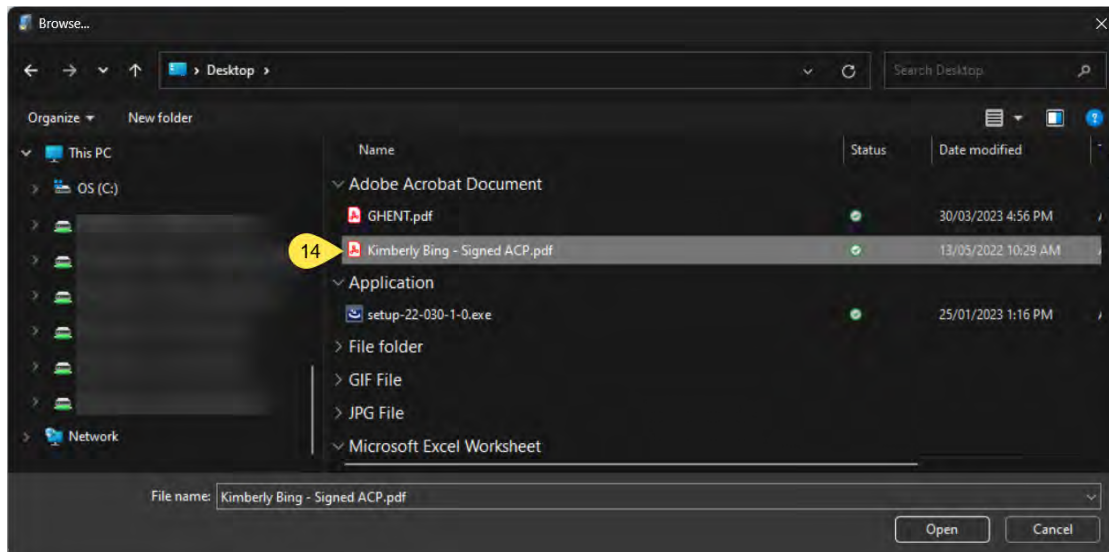 Browse...
Desktop
Search Desktop
Organize New folder
This PC
Name Status Date modified
OS (C:)
Adobe Acrobat Document
GHENT.pdf 30/03/2023 4:56 PM
14 Kimberly Bing - Signed ACP.pdf 13/05/2022 10:29 AM
Application
setup-22-030-1-0.exe 25/01/2023 1:16 PM
File folder
GIF File
JPG File
Network
Microsoft Excel Worksheet
File name: Kimberly Bing - Signed ACP.pdf
Open Cancel